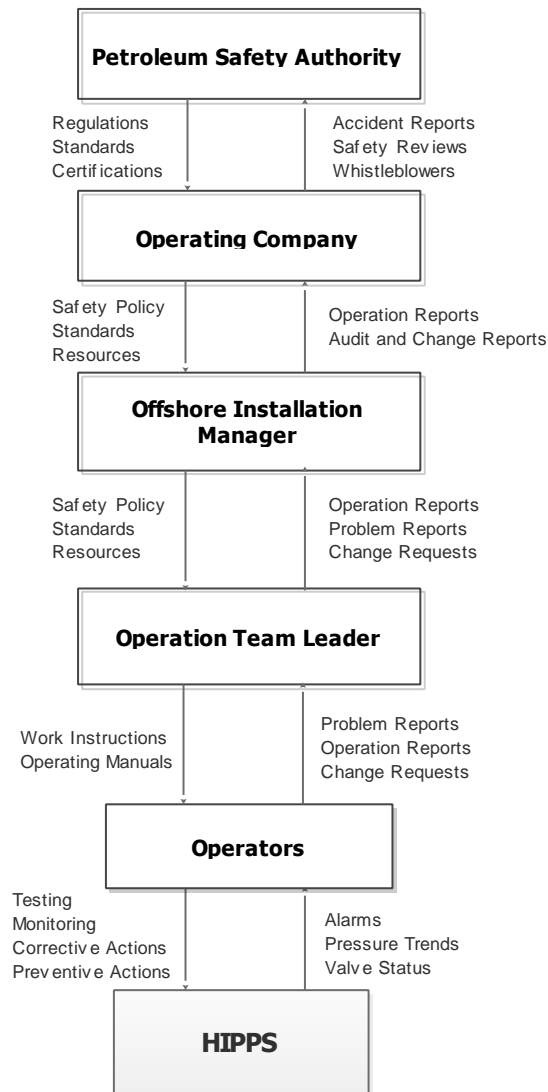 Petroleum Safety Authority
Regulations
Standards
Certifications
Accident Reports
Safety Reviews
Whistleblowers
Operating Company
Safety Policy
Standards
Resources
Operation Reports
Audit and Change Reports
Offshore Installation
Manager
Safety Policy
Standards
Resources
Operation Reports
Problem Reports
Change Requests
Operation Team Leader
Work Instructions
Operating Manuals
Problem Reports
Operation Reports
Change Requests
Operators
Testing
Monitoring
Corrective Actions
Preventive Actions
Alarms
Pressure Trends
Valve Status
HIPPS